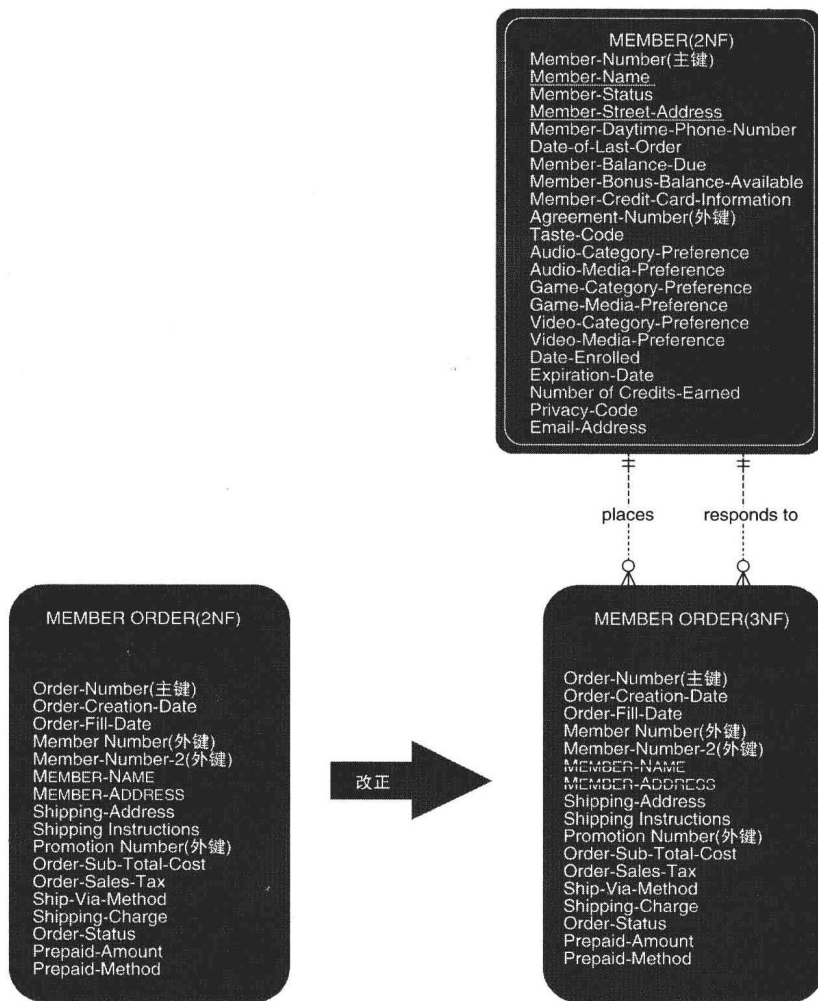 MEMBER(2NF)
Member-Number(主键)
Member-Name
Member-Status
Member-Street-Address
Member-Daytime-Phone-Number
Date-of-Last-Order
Member-Balance-Due
Member-Bonus-Balance-Available
Member-Credit-Card-Information
Agreement-Number(外键)
Taste-Code
Audio-Category-Preference
Audio-Media-Preference
Game-Category-Preference
Game-Media-Preference
Video-Category-Preference
Video-Media-Preference
Date-Enrolled
Expiration-Date
Number of Credits-Earned
Privacy-Code
Email-Address
places
responds to
MEMBER ORDER(2NF)
Order-Number(主键)
Order-Creation-Date
Order-Fill-Date
Member Number(外键)
Member-Number-2(外键)
MEMBER-NAME
MEMBER-ADDRESS
Shipping-Address
Shipping Instructions
Promotion Number(外键)
Order-Sub-Total-Cost
Order-Sales-Tax
Ship-Via-Method
Shipping-Charge
Order-Status
Prepaid-Amount
Prepaid-Method
改正
MEMBER ORDER(3NF)
Order-Number(主键)
Order-Creation-Date
Order-Fill-Date
Member Number(外键)
Member-Number-2(外键)
MEMBER-NAME
MEMBER-ADDRESS
Shipping-Address
Shipping Instructions
Promotion Number(外键)
Order-Sub-Total-Cost
Order-Sales-Tax
Ship-Via-Method
Shipping-Charge
Order-Status
Prepaid-Amount
Prepaid-Method